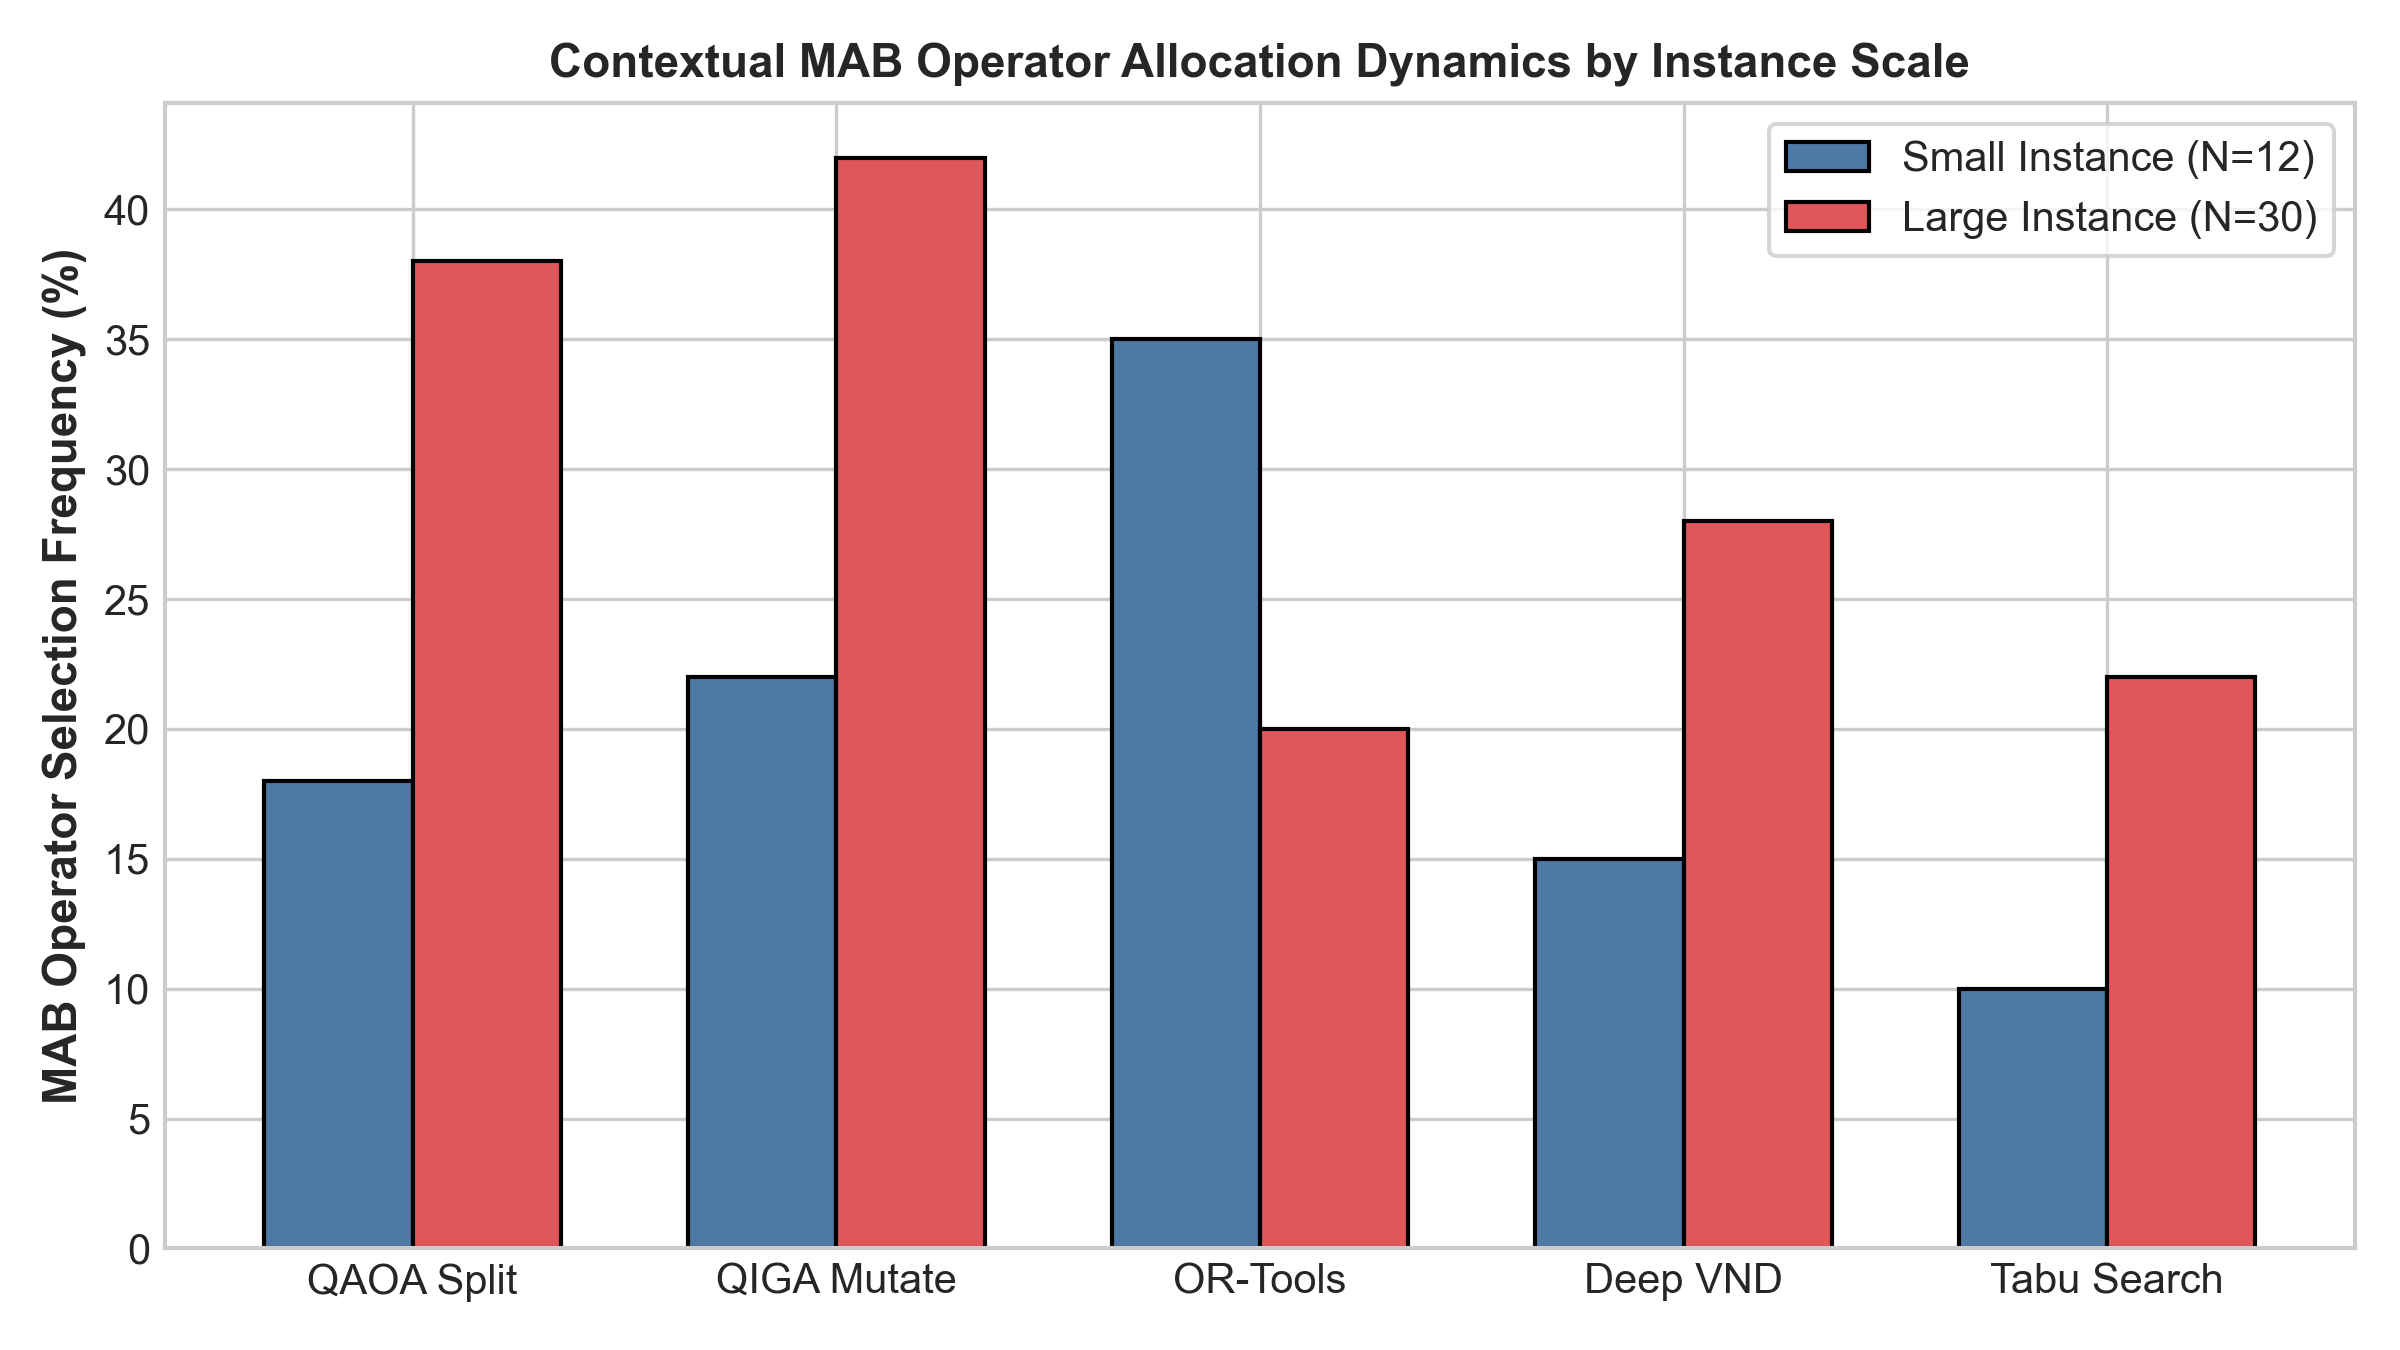 Contextual MAB Operator Allocation Dynamics by Instance Scale
Small Instance (N=12)
Large Instance (N=30)
MAB Operator Selection Frequency (%)
40
35
30
25
20
15
10
5
0
QAOA Split
QIGA Mutate
OR-Tools
Deep VND
Tabu Search